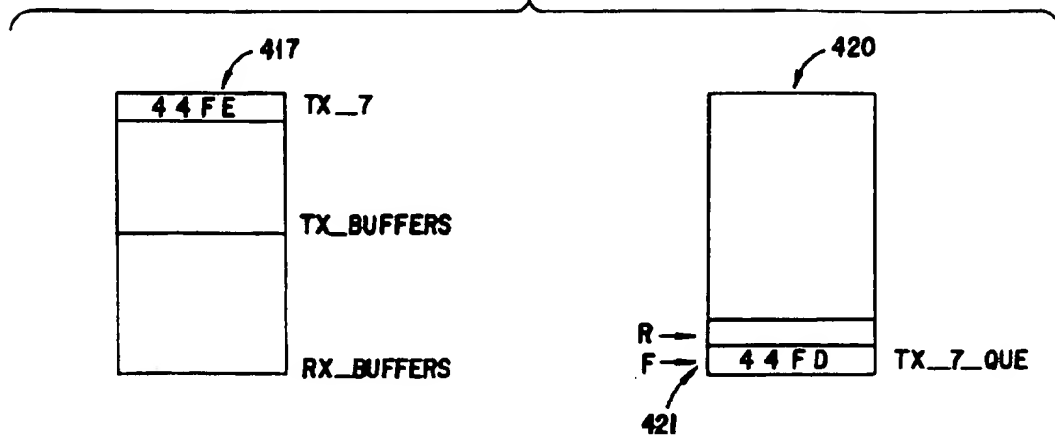 417
420
44FE TX_7
TX_BUFFERS
R
RX_BUFFERS
F 44FD TX_7_QUE
421